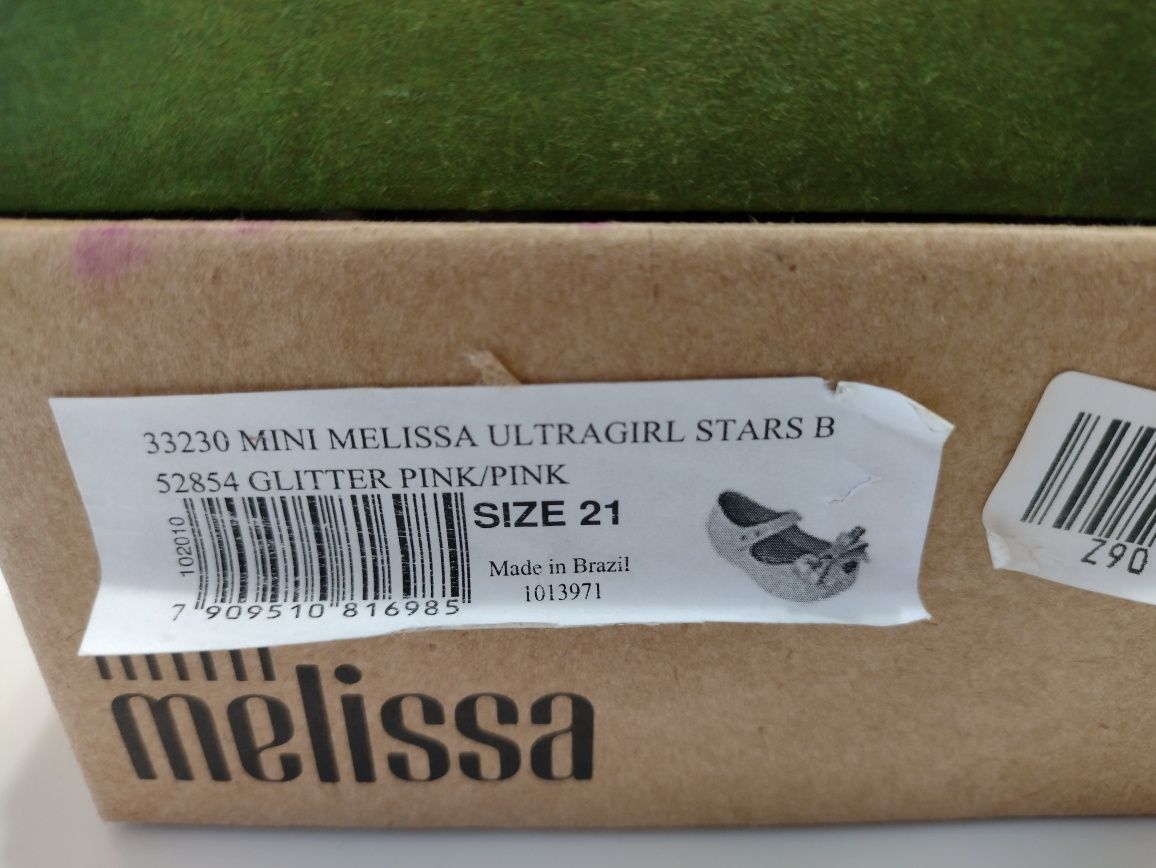 33230 MINI MELISSA ULTRAGIRL STARS B
52854 GLITTER PINK/PINK
102010
SIZE 21
Made in Brazil
1013971
7 909510 816985
Z90
mini
melissa